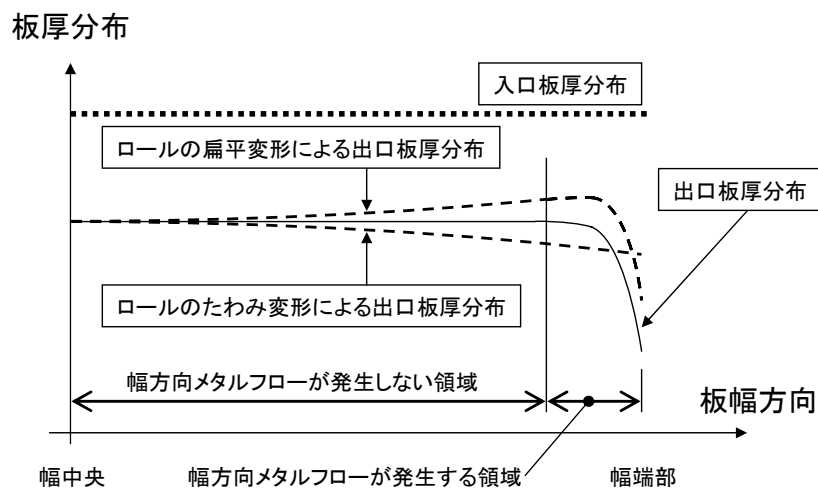 板厚分布
入口板厚分布
ロールの扁平変形による出口板厚分布
出口板厚分布
ロールのたわみ変形による出口板厚分布
幅方向メタルフローが発生しない領域
板幅方向
幅中央
幅方向メタルフローが発生する領域
幅端部